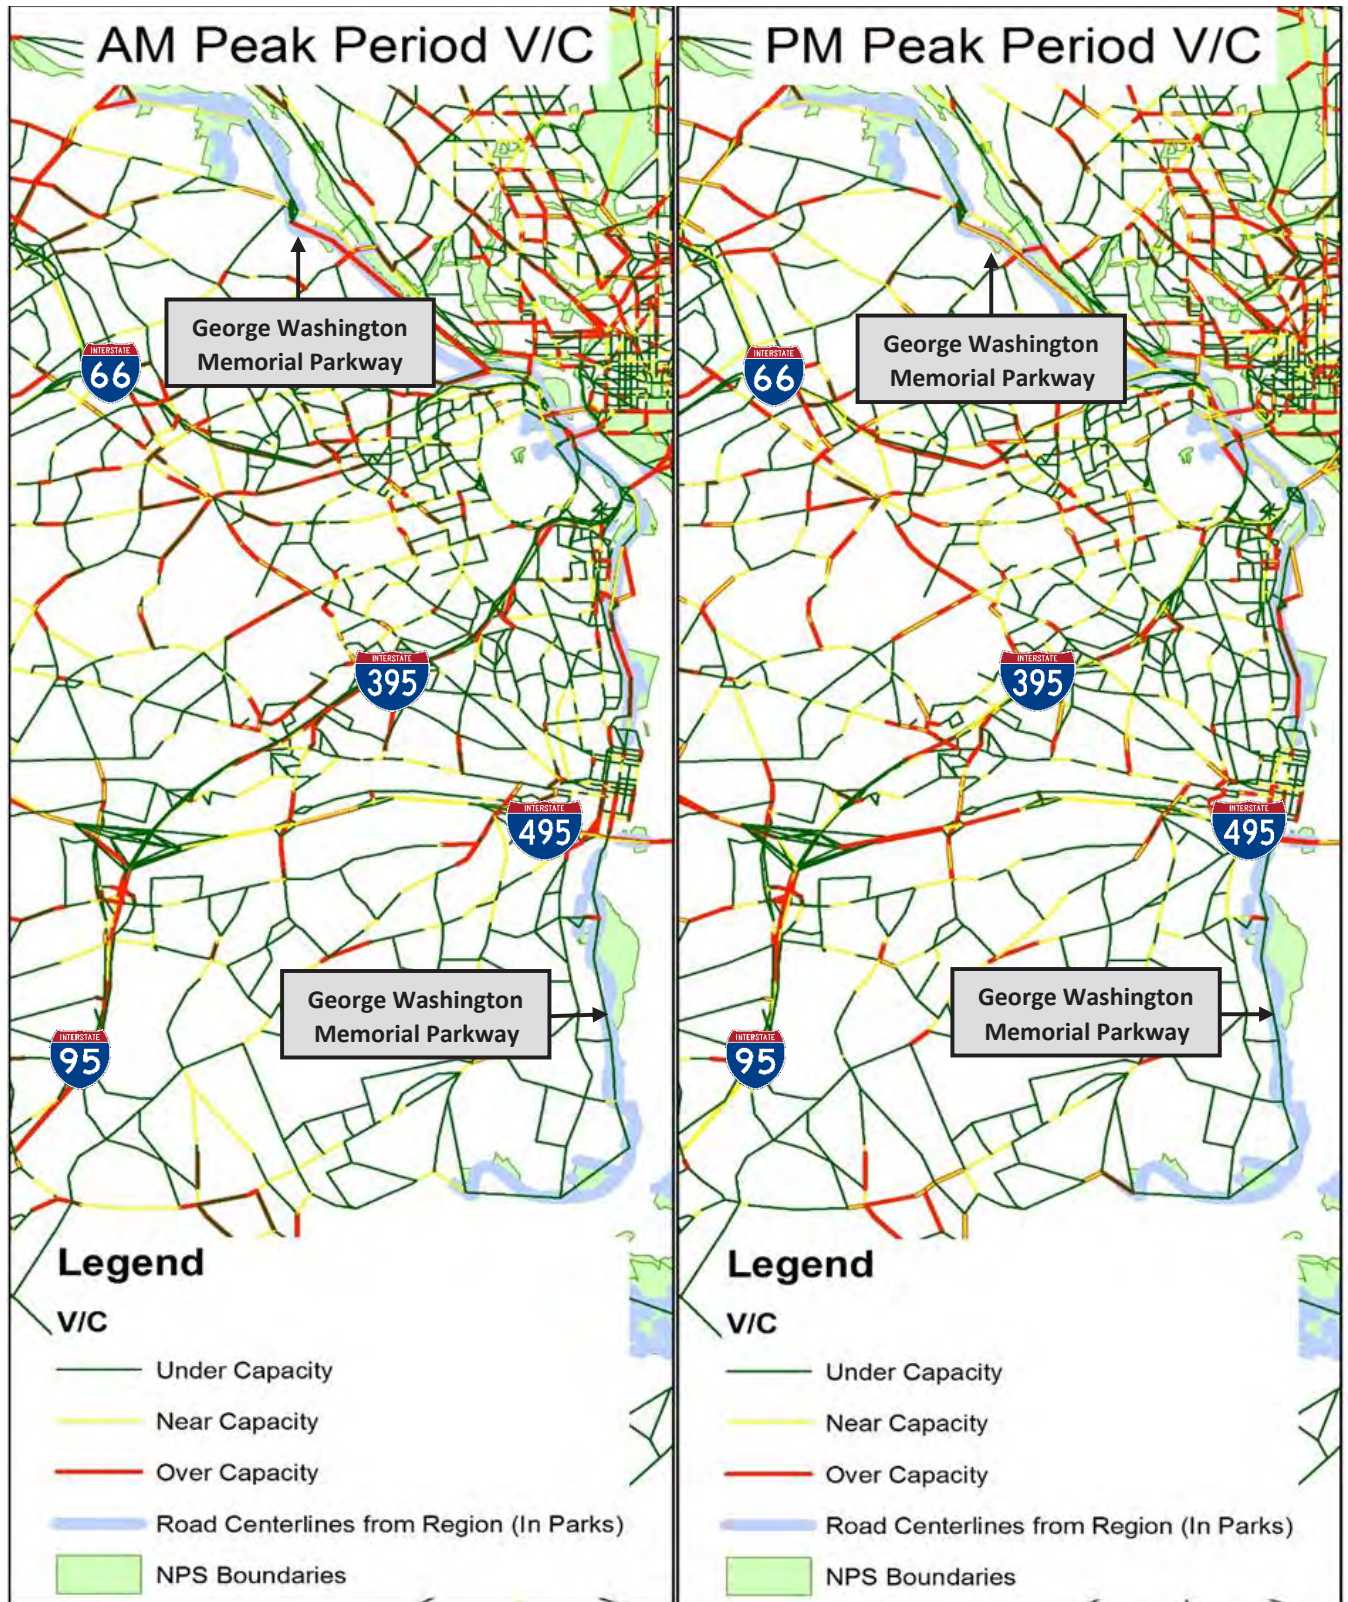 AM Peak Period V/C
George Washington
Memorial Parkway
INTERSTATE
66
INTERSTATE
395
INTERSTATE
495
George Washington
Memorial Parkway
INTERSTATE
95
Legend
V/C
Under Capacity
Near Capacity
Over Capacity
Road Centerlines from Region (In Parks)
NPS Boundaries
PM Peak Period V/C
George Washington
Memorial Parkway
INTERSTATE
66
INTERSTATE
395
INTERSTATE
495
George Washington
Memorial Parkway
INTERSTATE
95
Legend
V/C
Under Capacity
Near Capacity
Over Capacity
Road Centerlines from Region (In Parks)
NPS Boundaries